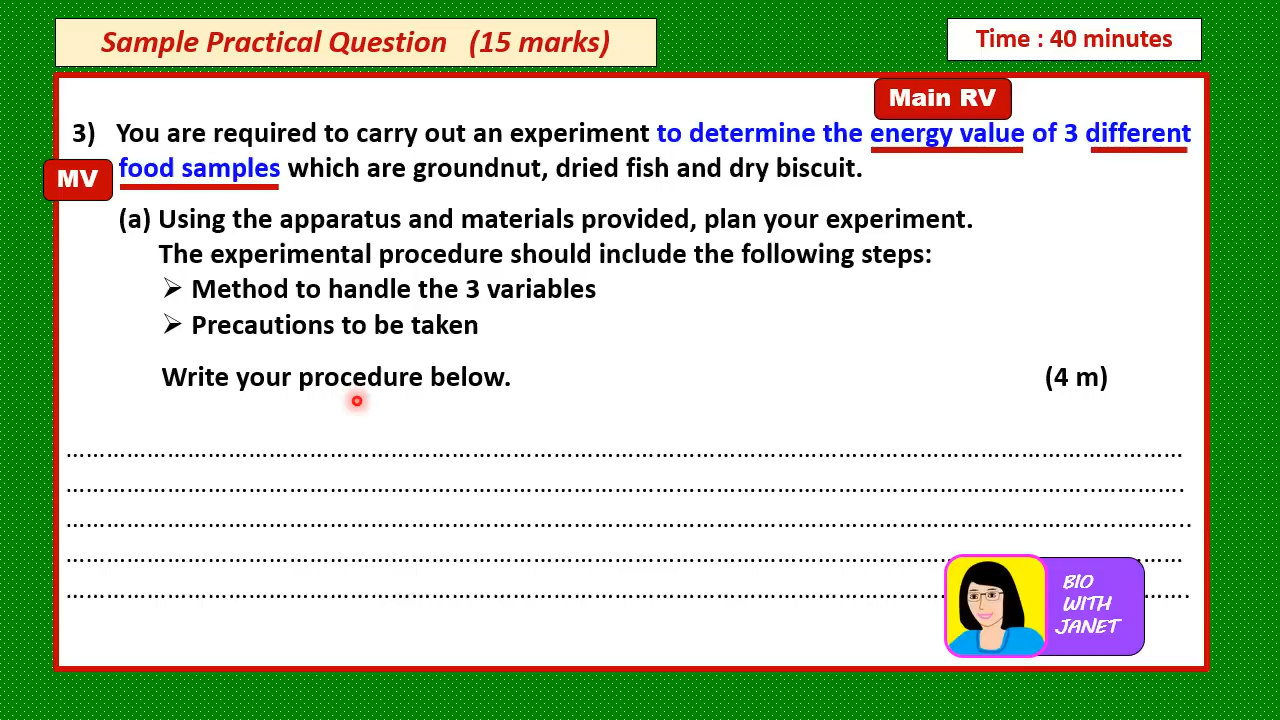 Sample Practical Question (15 marks)
Time : 40 minutes
Main RV
3) You are required to carry out an experiment to determine the energy value of 3 different
MV
food samples which are groundnut, dried fish and dry biscuit.
(a) Using the apparatus and materials provided, plan your experiment.
The experimental procedure should include the following steps:
➢ Method to handle the 3 variables
➢ Precautions to be taken
Write your procedure below. (4 m)
BIO
WITH
JANET